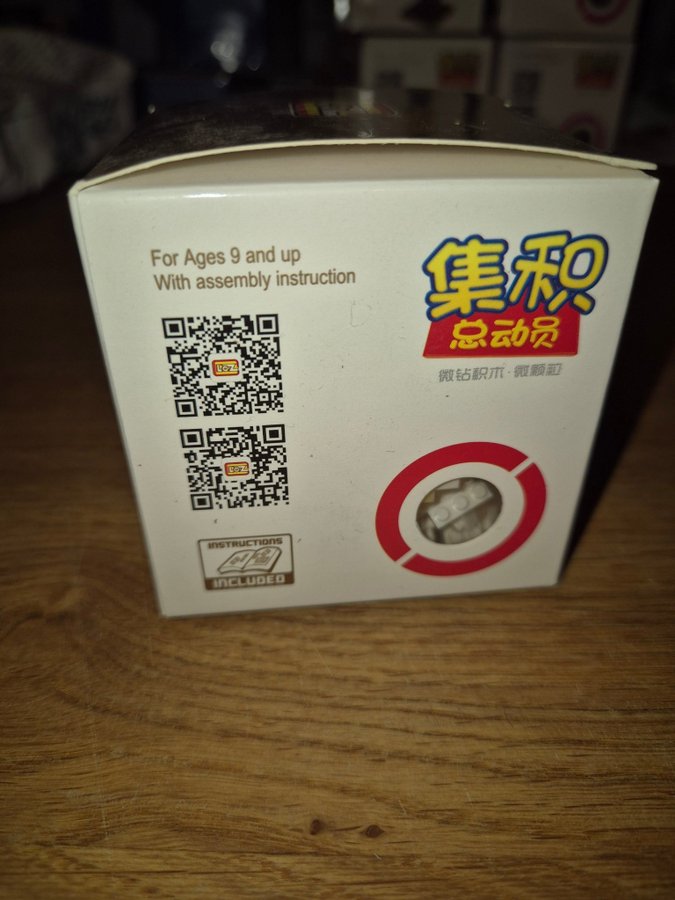 For Ages 9 and up
With assembly instruction
集积
总动员
微钻积木·微颗粒
LOZ
LOZ
INSTRUCTIONS
INCLUDED